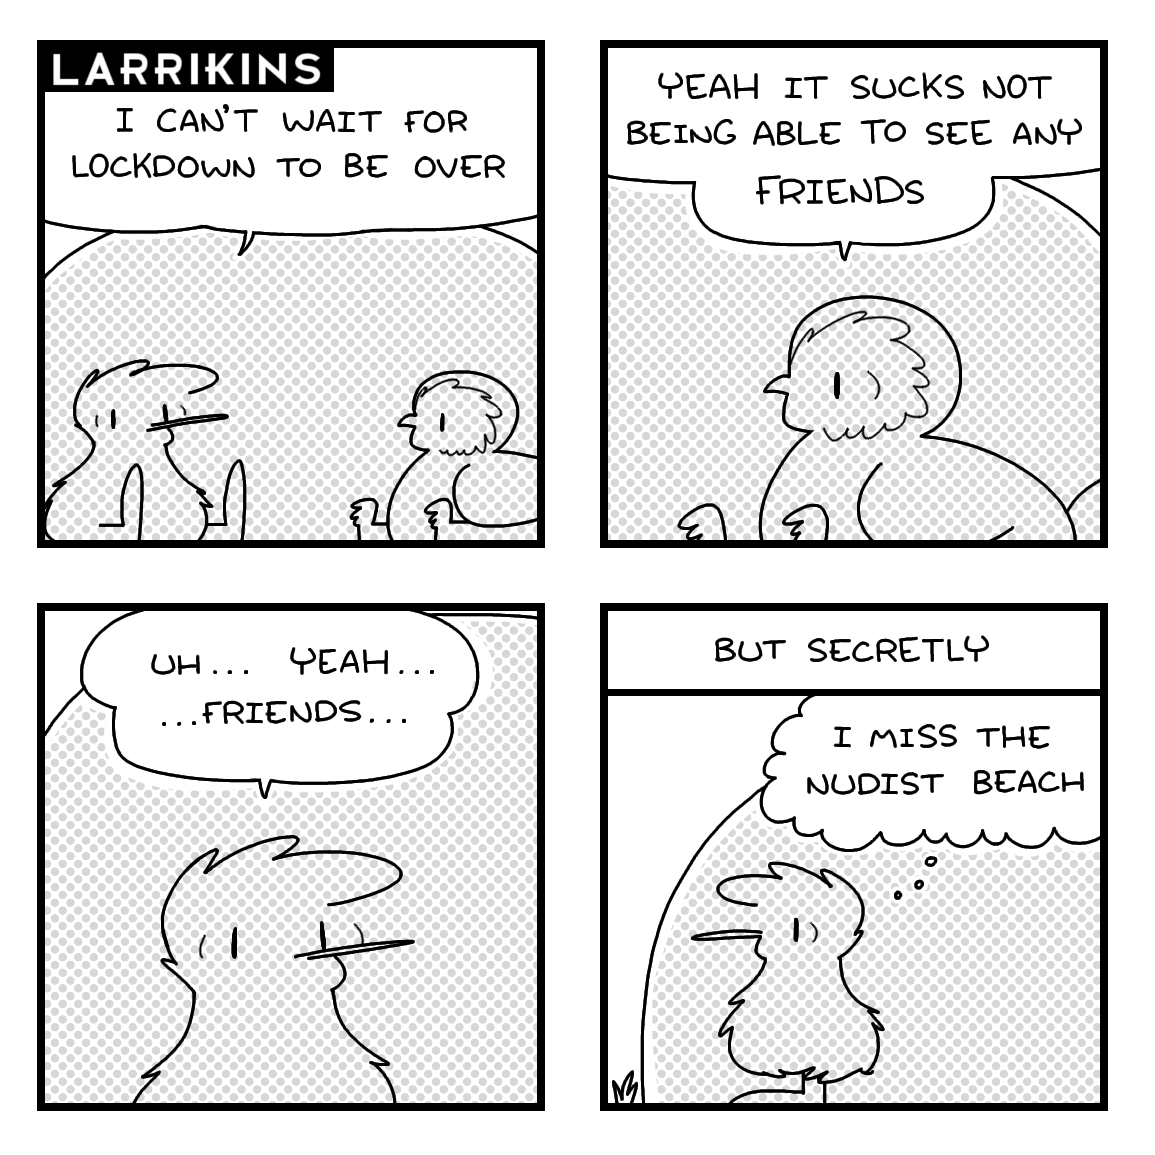 LARRIKINS
I CAN'T WAIT FOR
LOCKDOWN TO BE OVER
YEAH IT SUCKS NOT
BEING ABLE TO SEE ANY
FRIENDS
UH... YEAH...
...FRIENDS...
BUT SECRETLY
I MISS THE
NUDIST BEACH